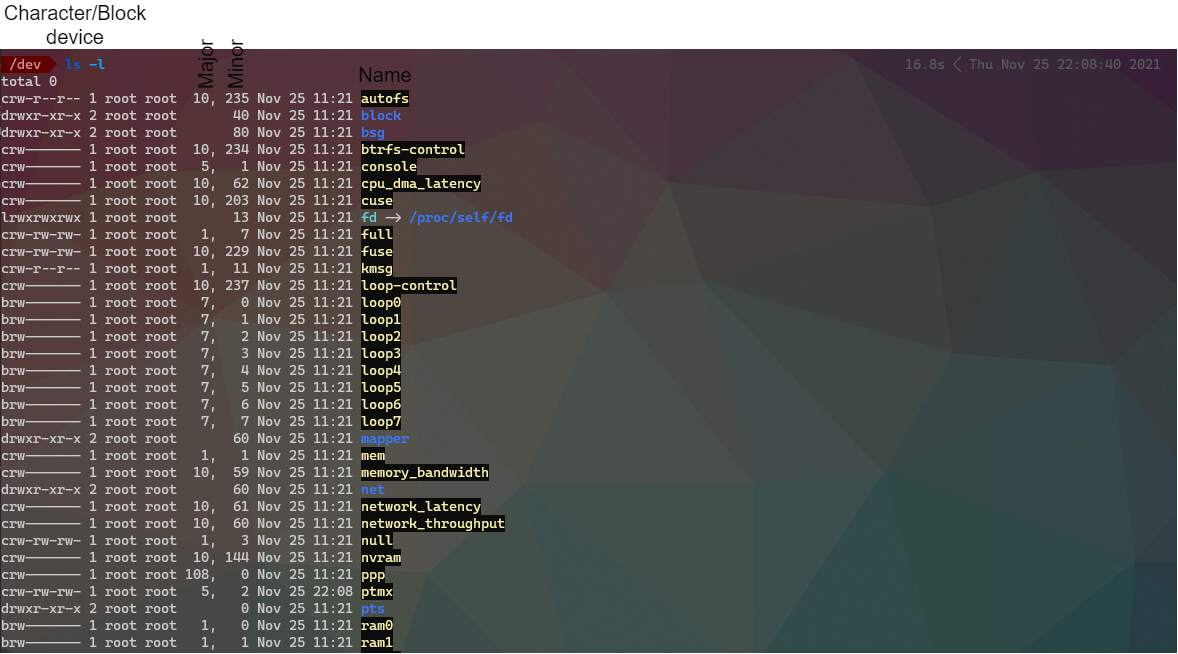 Character/Block
device
Major
Minor
Name
/dev ls -l 16.8s < Thu Nov 25 22:08:40 2021
total 0
crw-r--r-- 1 root root 10, 235 Nov 25 11:21 autofs
drwxr-xr-x 2 root root 40 Nov 25 11:21 block
drwxr-xr-x 2 root root 80 Nov 25 11:21 bsg
crw------- 1 root root 10, 234 Nov 25 11:21 btrfs-control
crw------- 1 root root 5, 1 Nov 25 11:21 console
crw------- 1 root root 10, 62 Nov 25 11:21 cpu_dma_latency
crw------- 1 root root 10, 203 Nov 25 11:21 cuse
lrwxrwxrwx 1 root root 13 Nov 25 11:21 fd -> /proc/self/fd
crw-rw-rw- 1 root root 1, 7 Nov 25 11:21 full
crw-rw-rw- 1 root root 10, 229 Nov 25 11:21 fuse
crw-r--r-- 1 root root 1, 11 Nov 25 11:21 kmsg
crw------- 1 root root 10, 237 Nov 25 11:21 loop-control
brw------- 1 root root 7, 0 Nov 25 11:21 loop0
brw------- 1 root root 7, 1 Nov 25 11:21 loop1
brw------- 1 root root 7, 2 Nov 25 11:21 loop2
brw------- 1 root root 7, 3 Nov 25 11:21 loop3
brw------- 1 root root 7, 4 Nov 25 11:21 loop4
brw------- 1 root root 7, 5 Nov 25 11:21 loop5
brw------- 1 root root 7, 6 Nov 25 11:21 loop6
brw------- 1 root root 7, 7 Nov 25 11:21 loop7
drwxr-xr-x 2 root root 60 Nov 25 11:21 mapper
crw------- 1 root root 1, 1 Nov 25 11:21 mem
crw------- 1 root root 10, 59 Nov 25 11:21 memory_bandwidth
drwxr-xr-x 2 root root 60 Nov 25 11:21 net
crw------- 1 root root 10, 61 Nov 25 11:21 network_latency
crw------- 1 root root 10, 60 Nov 25 11:21 network_throughput
crw-rw-rw- 1 root root 1, 3 Nov 25 11:21 null
crw------- 1 root root 10, 144 Nov 25 11:21 nvram
crw------- 1 root root 108, 0 Nov 25 11:21 ppp
crw-rw-rw- 1 root root 5, 2 Nov 25 22:08 ptmx
drwxr-xr-x 2 root root 0 Nov 25 11:21 pts
brw------- 1 root root 1, 0 Nov 25 11:21 ram0
brw------- 1 root root 1, 1 Nov 25 11:21 ram1